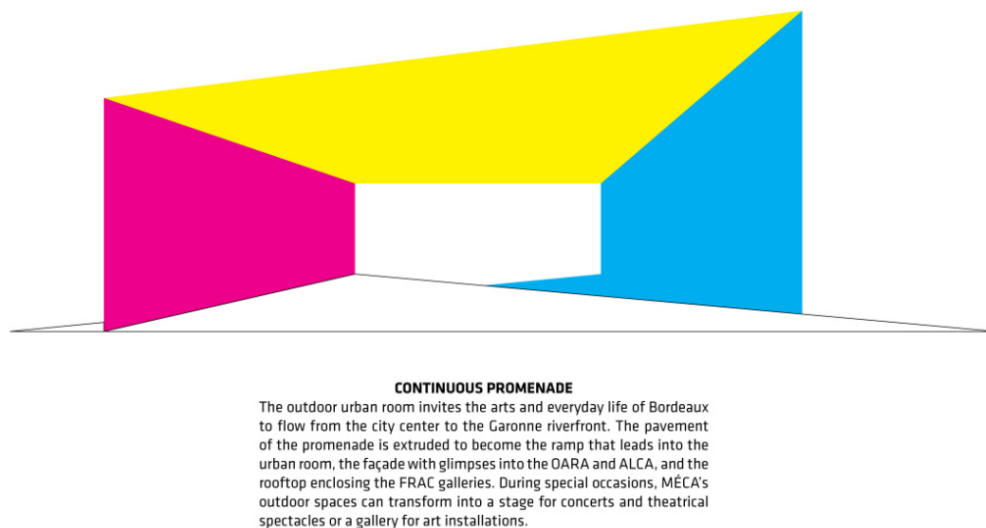 CONTINUOUS PROMENADE
The outdoor urban room invites the arts and everyday life of Bordeaux
to flow from the city center to the Garonne riverfront. The pavement
of the promenade is extruded to become the ramp that leads into the
urban room, the façade with glimpses into the OARA and ALCA, and the
rooftop enclosing the FRAC galleries. During special occasions, MÉCA's
outdoor spaces can transform into a stage for concerts and theatrical
spectacles or a gallery for art installations.